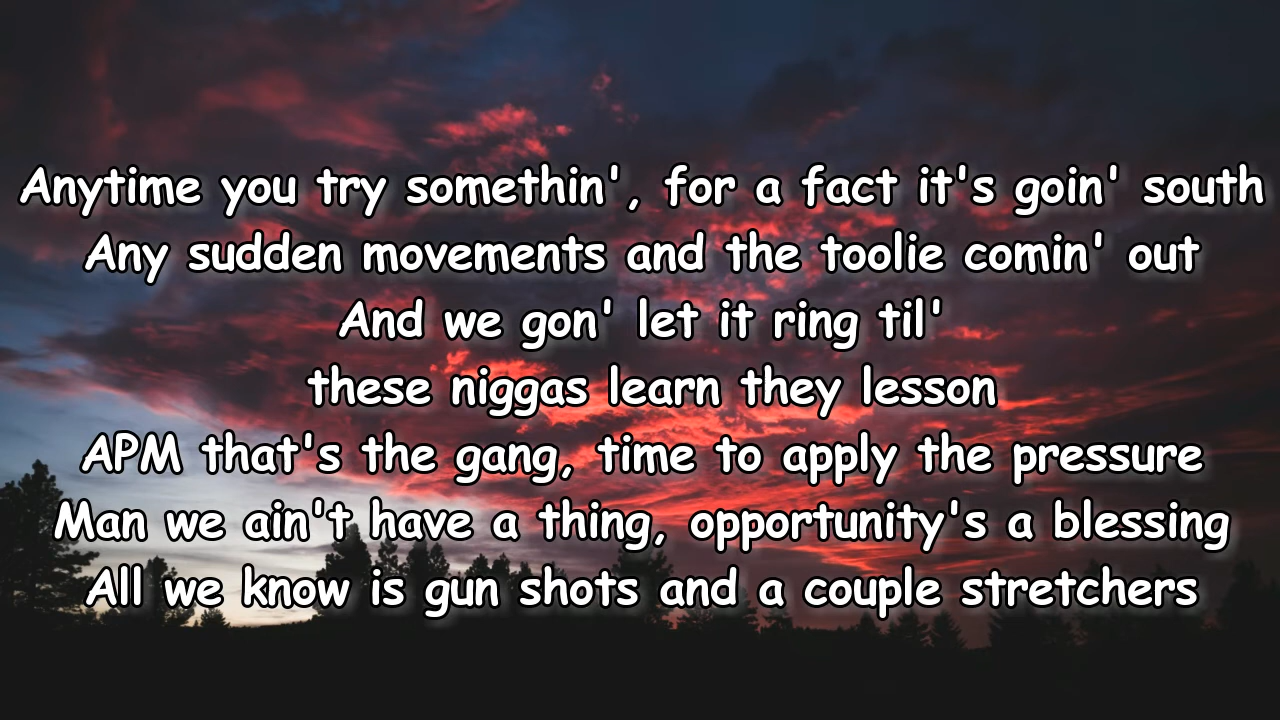 Anytime you try somethin', for a fact it's goin' south
Any sudden movements and the toolie comin' out
And we gon' let it ring til'
these niggas learn they lesson
APM that's the gang, time to apply the pressure
Man we ain't have a thing, opportunity's a blessing
All we know is gun shots and a couple stretchers